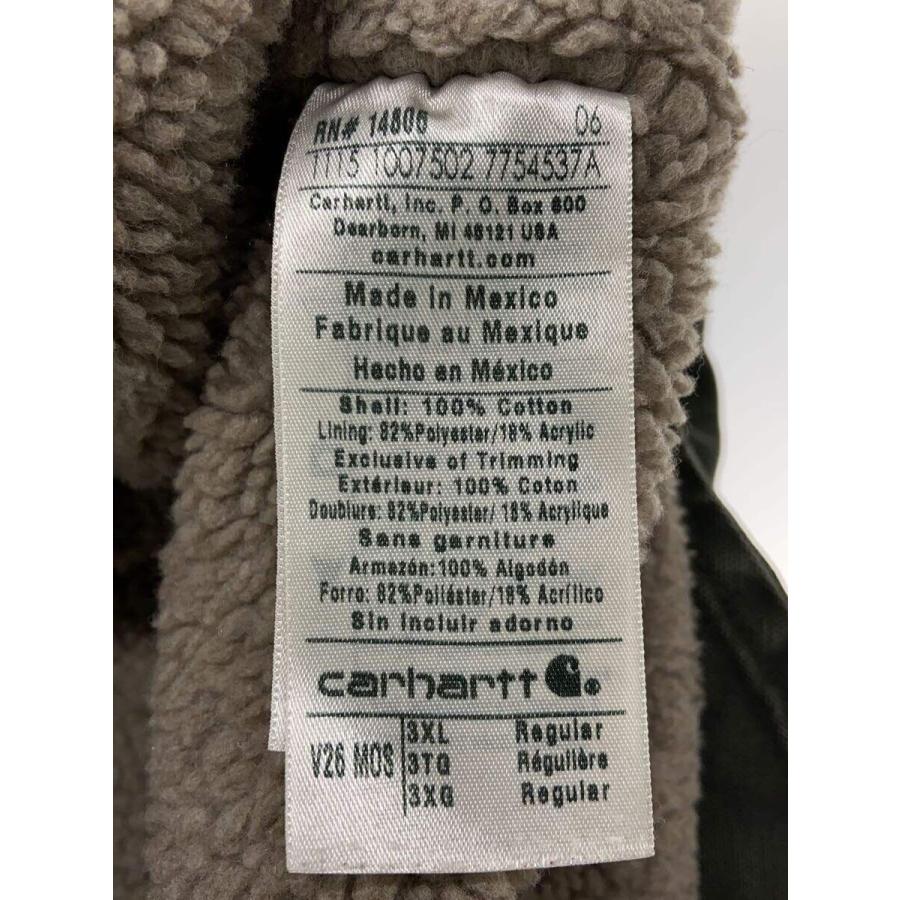 RN# 14806 06
1115 1007502 7754537A
Carhartt, Inc. P. O. Box 600
Dearborn, MI 48121 USA
carhartt.com
Made in Mexico
Fabrique au Mexique
Hecho en México
Shell: 100% Cotton
Lining: 82%Polyester/18% Acrylic
Exclusive of Trimming
Extérieur: 100% Coton
Doublure: 82%Polyester/ 18% Acrylique
Sans garniture
Armazón:100% Algodón
Forro: 82%Poliéster/18% Acrílico
Sin incluir adorno
carhartt®
V26 MOS 3XL Regular
3TG Régulière
3XG Regular